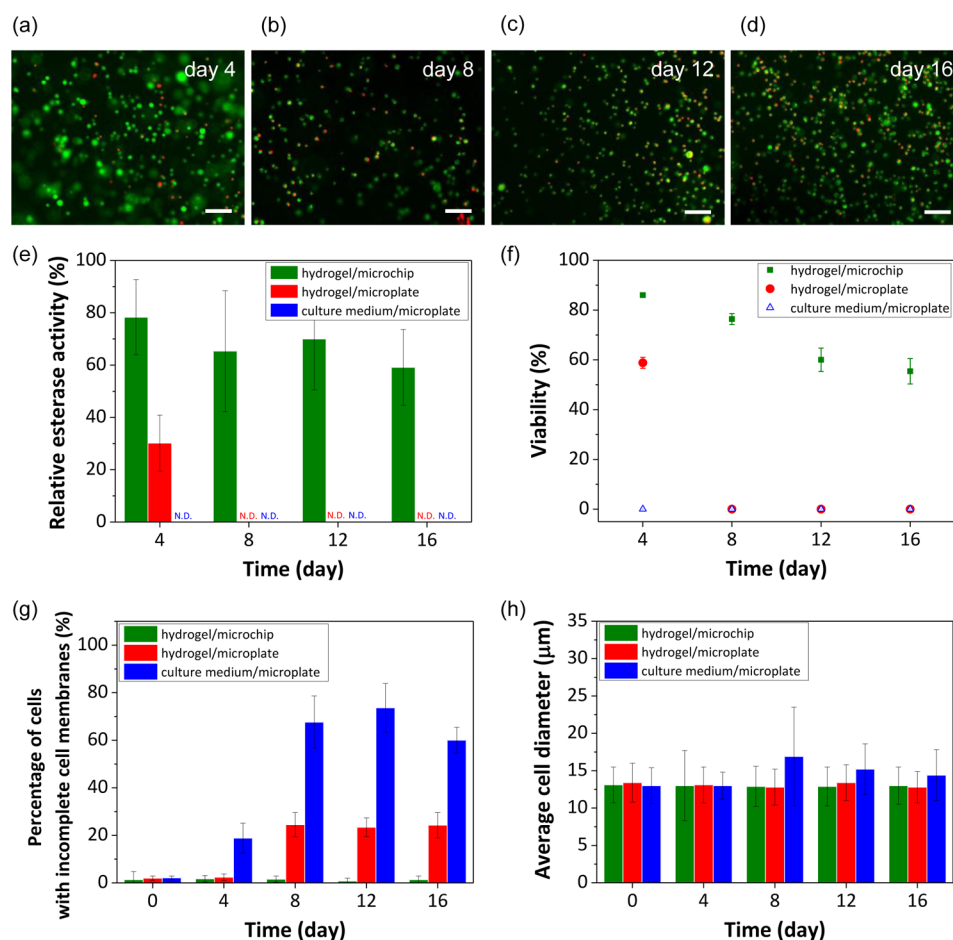 (a)
(b)
(c)
(d)
day 4
day 8
day 12
day 16
(e)
Relative esterase activity (%)
100
80
60
40
20
0
hydrogel/microchip
hydrogel/microplate
culture medium/microplate
N.D.
N.D. N.D.
N.D. N.D.
N.D. N.D.
4
8
12
16
Time (day)
(f)
Viability (%)
100
80
60
40
20
0
hydrogel/microchip
hydrogel/microplate
culture medium/microplate
4
8
12
16
Time (day)
(g)
Percentage of cells
with incomplete cell membranes (%)
100
80
60
40
20
0
hydrogel/microchip
hydrogel/microplate
culture medium/microplate
0
4
8
12
16
Time (day)
(h)
Average cell diameter (μm)
35
30
25
20
15
10
5
0
hydrogel/microchip
hydrogel/microplate
culture medium/microplate
0
4
8
12
16
Time (day)